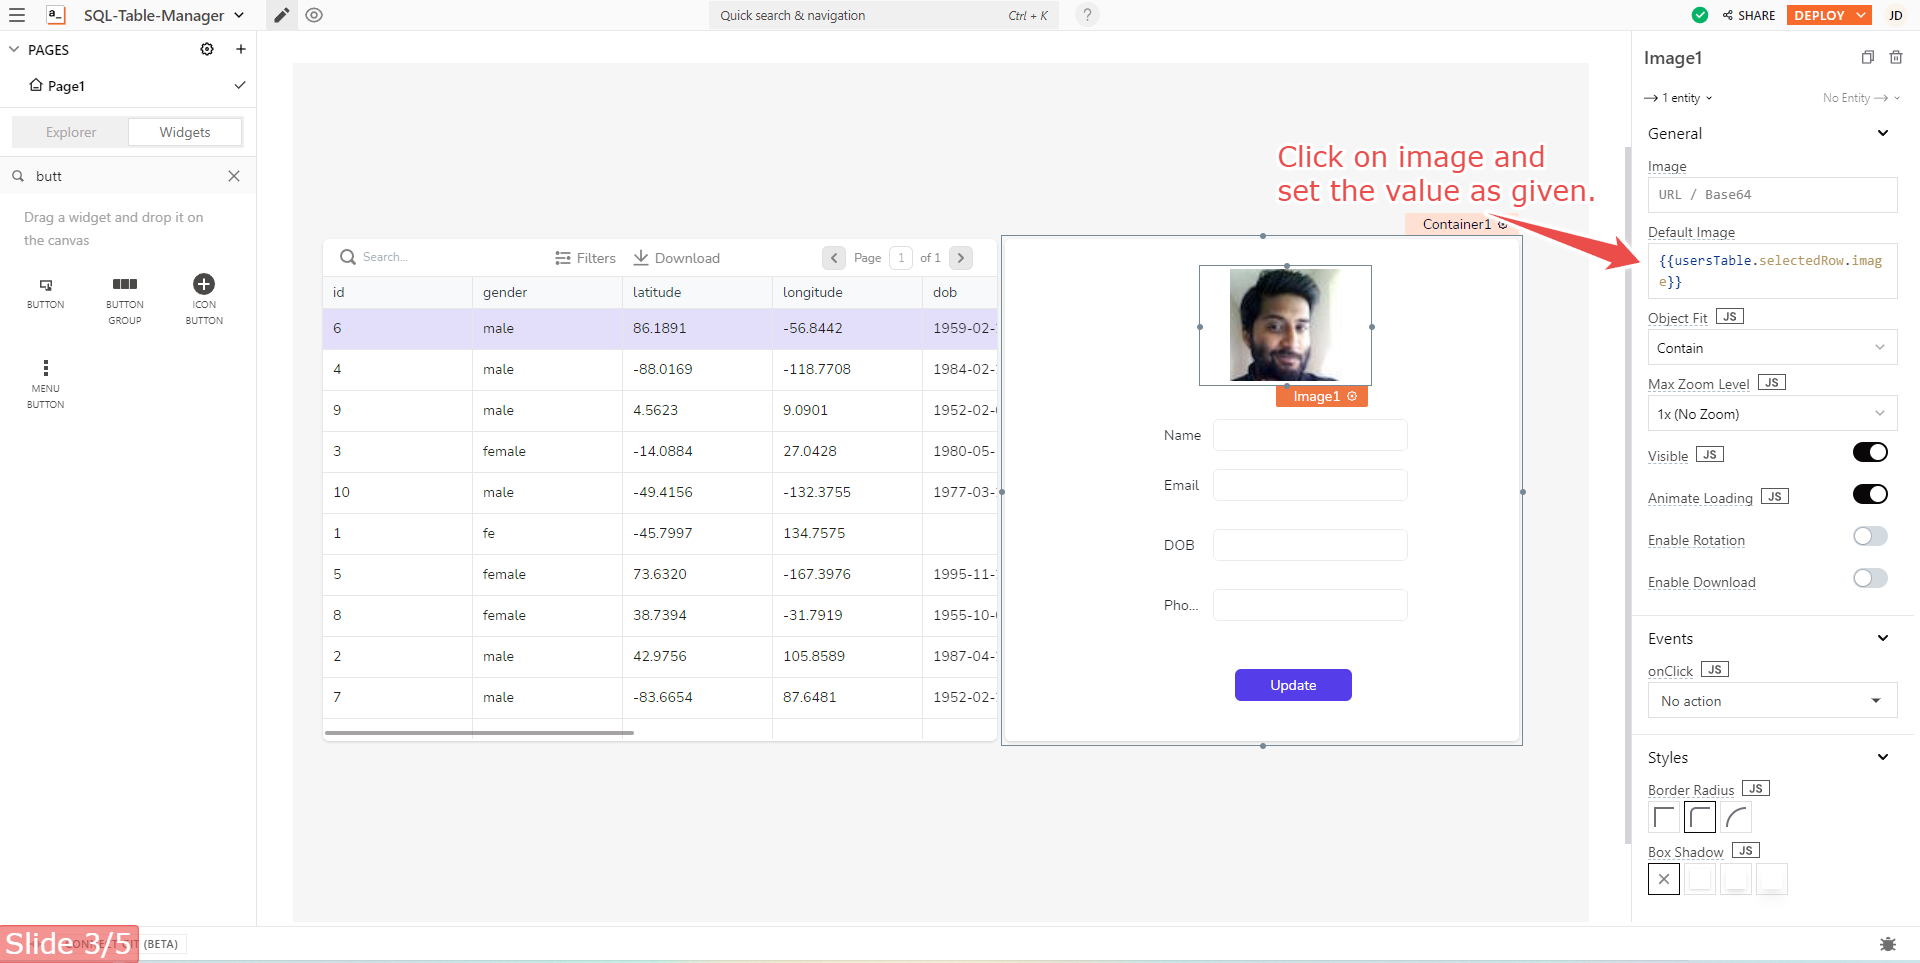 SQL-Table-Manager
Quick search & navigation
Ctrl + K
?
SHARE
DEPLOY
JD
PAGES
Page1
Explorer
Widgets
butt
Drag a widget and drop it on
the canvas
BUTTON
BUTTON
GROUP
ICON
BUTTON
MENU
BUTTON
Search...
Filters
Download
Page
1
of 1
id gender latitude longitude dob
6 male 86.1891 -56.8442 1959-02-
4 male -88.0169 -118.7708 1984-02-
9 male 4.5623 9.0901 1952-02-
3 female -14.0884 27.0428 1980-05-
10 male -49.4156 -132.3755 1977-03-
1 fe -45.7997 134.7575
5 female 73.6320 -167.3976 1995-11-
8 female 38.7394 -31.7919 1955-10-
2 male 42.9756 105.8589 1987-04-
7 male -83.6654 87.6481 1952-02-
Click on image and
set the value as given.
Container1
Image1
Name
Email
DOB
Pho...
Update
Image1
1 entity
No Entity
General
Image
URL / Base64
Default Image
{{usersTable.selectedRow.imag
e}}
Object Fit JS
Contain
Max Zoom Level JS
1x (No Zoom)
Visible JS
Animate Loading JS
Enable Rotation
Enable Download
Events
onClick JS
No action
Styles
Border Radius JS
Box Shadow JS
Slide 3/5
(BETA)